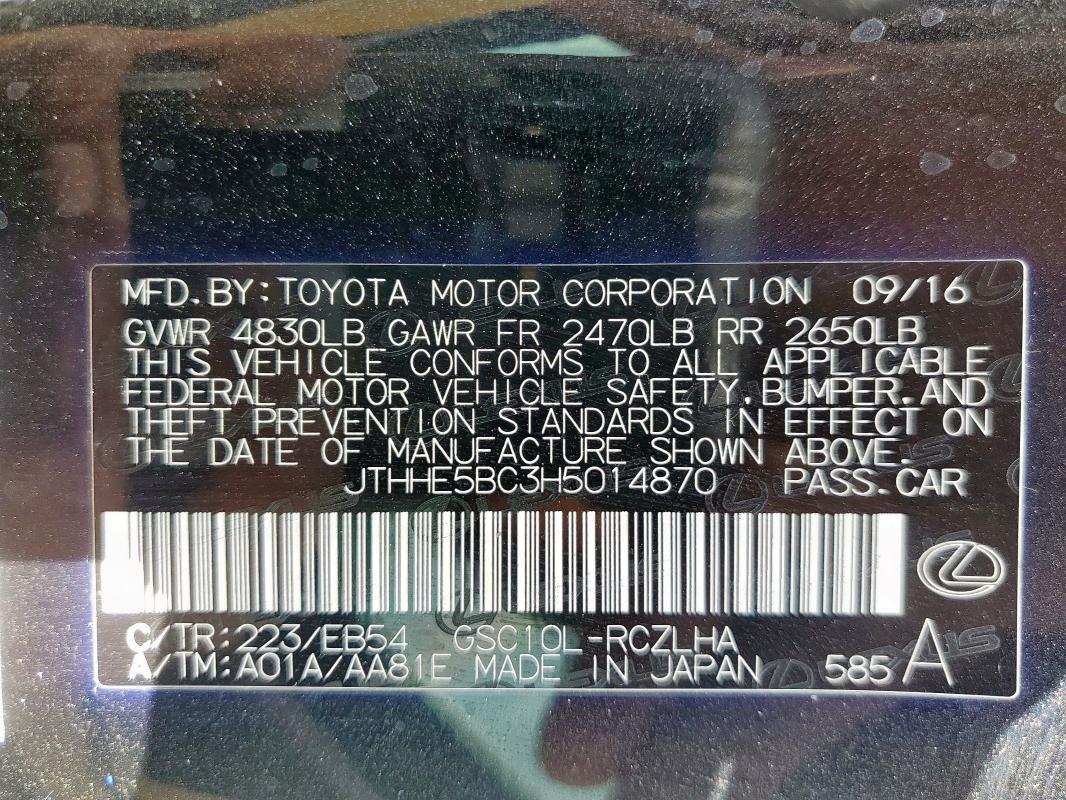 MFD.BY:TOYOTA MOTOR CORPORATION 09/16
GVWR 4830LB GAWR FR 2470LB RR 2650LB
THIS VEHICLE CONFORMS TO ALL APPLICABLE
FEDERAL MOTOR VEHICLE SAFETY,BUMPER,AND
THEFT PREVENTION STANDARDS IN EFFECT ON
THE DATE OF MANUFACTURE SHOWN ABOVE.
JTHHE5BC3H5014870 PASS.CAR
C/TR:223/EB54 GSC10L-RCZLHA
A/TM:A01A/AA81E MADE IN JAPAN 585 A